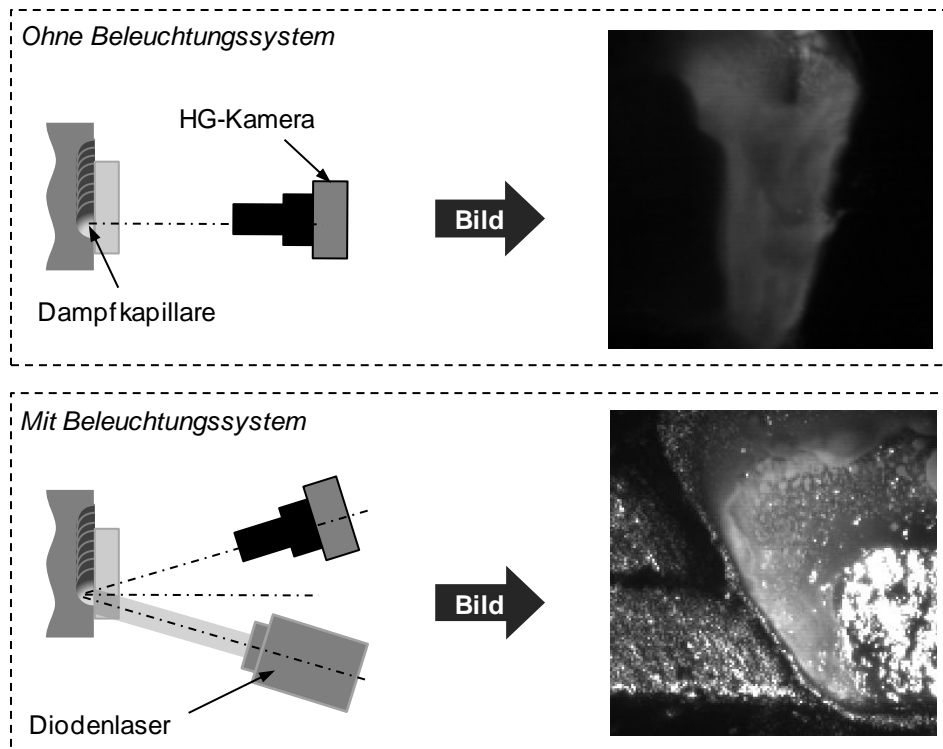 Ohne Beleuchtungssystem
HG-Kamera
Bild
Dampfkapillare
Mit Beleuchtungssystem
Bild
Diodenlaser